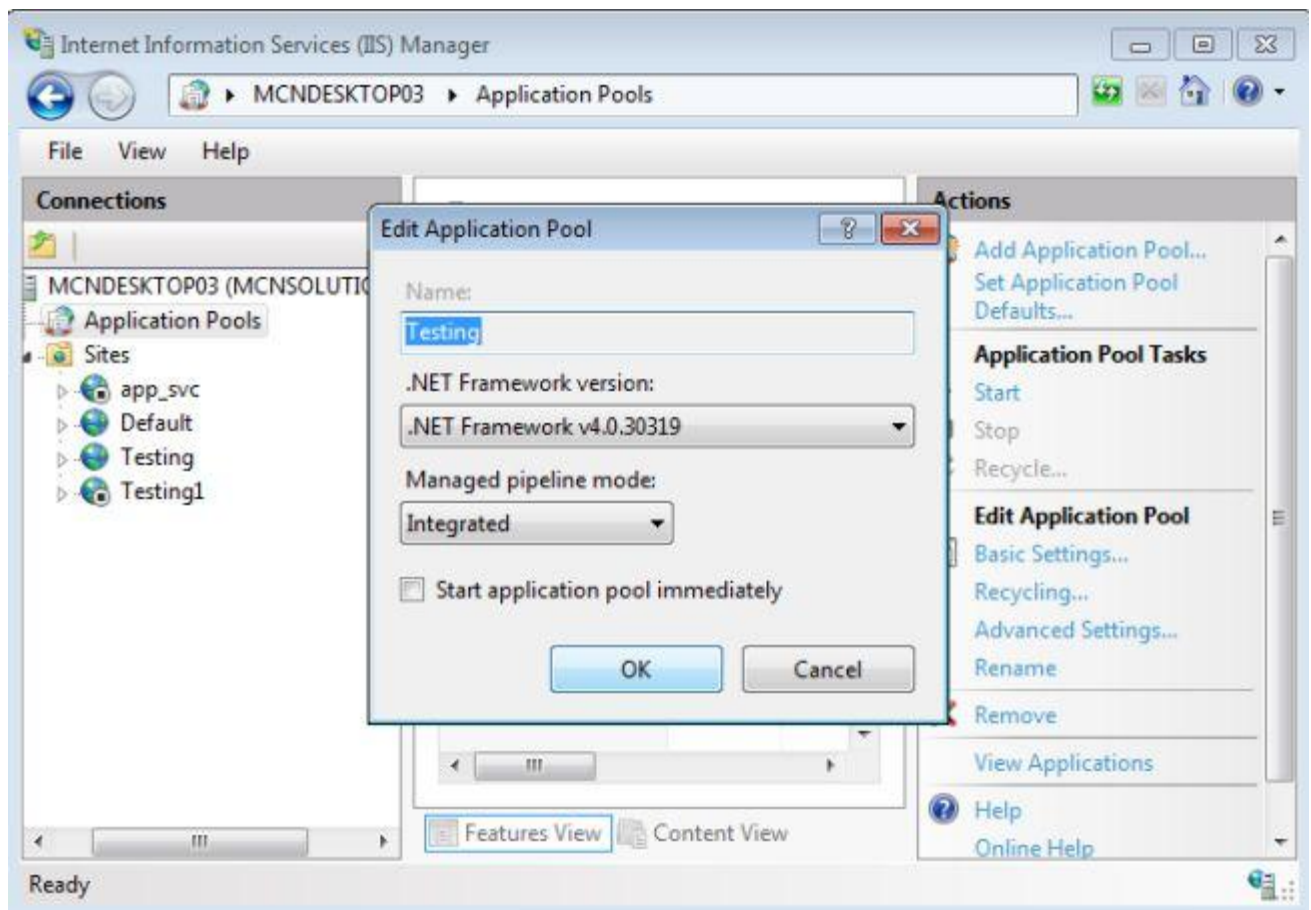 Internet Information Services (IIS) Manager
MCNDESKTOP03 Application Pools
File View Help
Connections
MCNDESKTOP03 (MCNSOLUTIO
Application Pools
Sites
app_svc
Default
Testing
Testing1
Edit Application Pool
Name:
Testing
.NET Framework version:
.NET Framework v4.0.30319
Managed pipeline mode:
Integrated
Start application pool immediately
OK Cancel
Features View Content View
Actions
Add Application Pool...
Set Application Pool
Defaults...
Application Pool Tasks
Start
Stop
Recycle...
Edit Application Pool
Basic Settings...
Recycling...
Advanced Settings...
Rename
Remove
View Applications
Help
Online Help
Ready